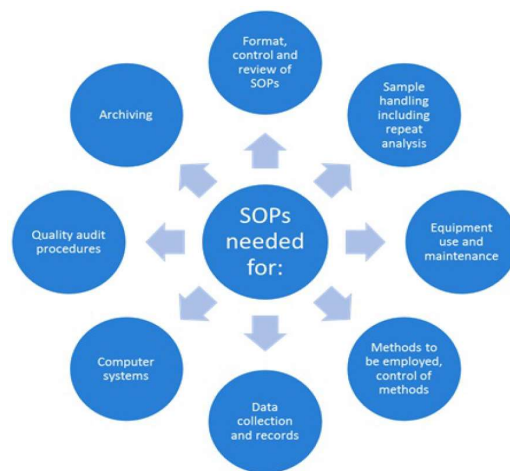 SOPs
needed
for:
Format,
control and
review of
SOPs
Sample
handling
including
repeat
analysis
Equipment
use and
maintenance
Methods to
be employed,
control of
methods
Data
collection
and records
Computer
systems
Quality audit
procedures
Archiving